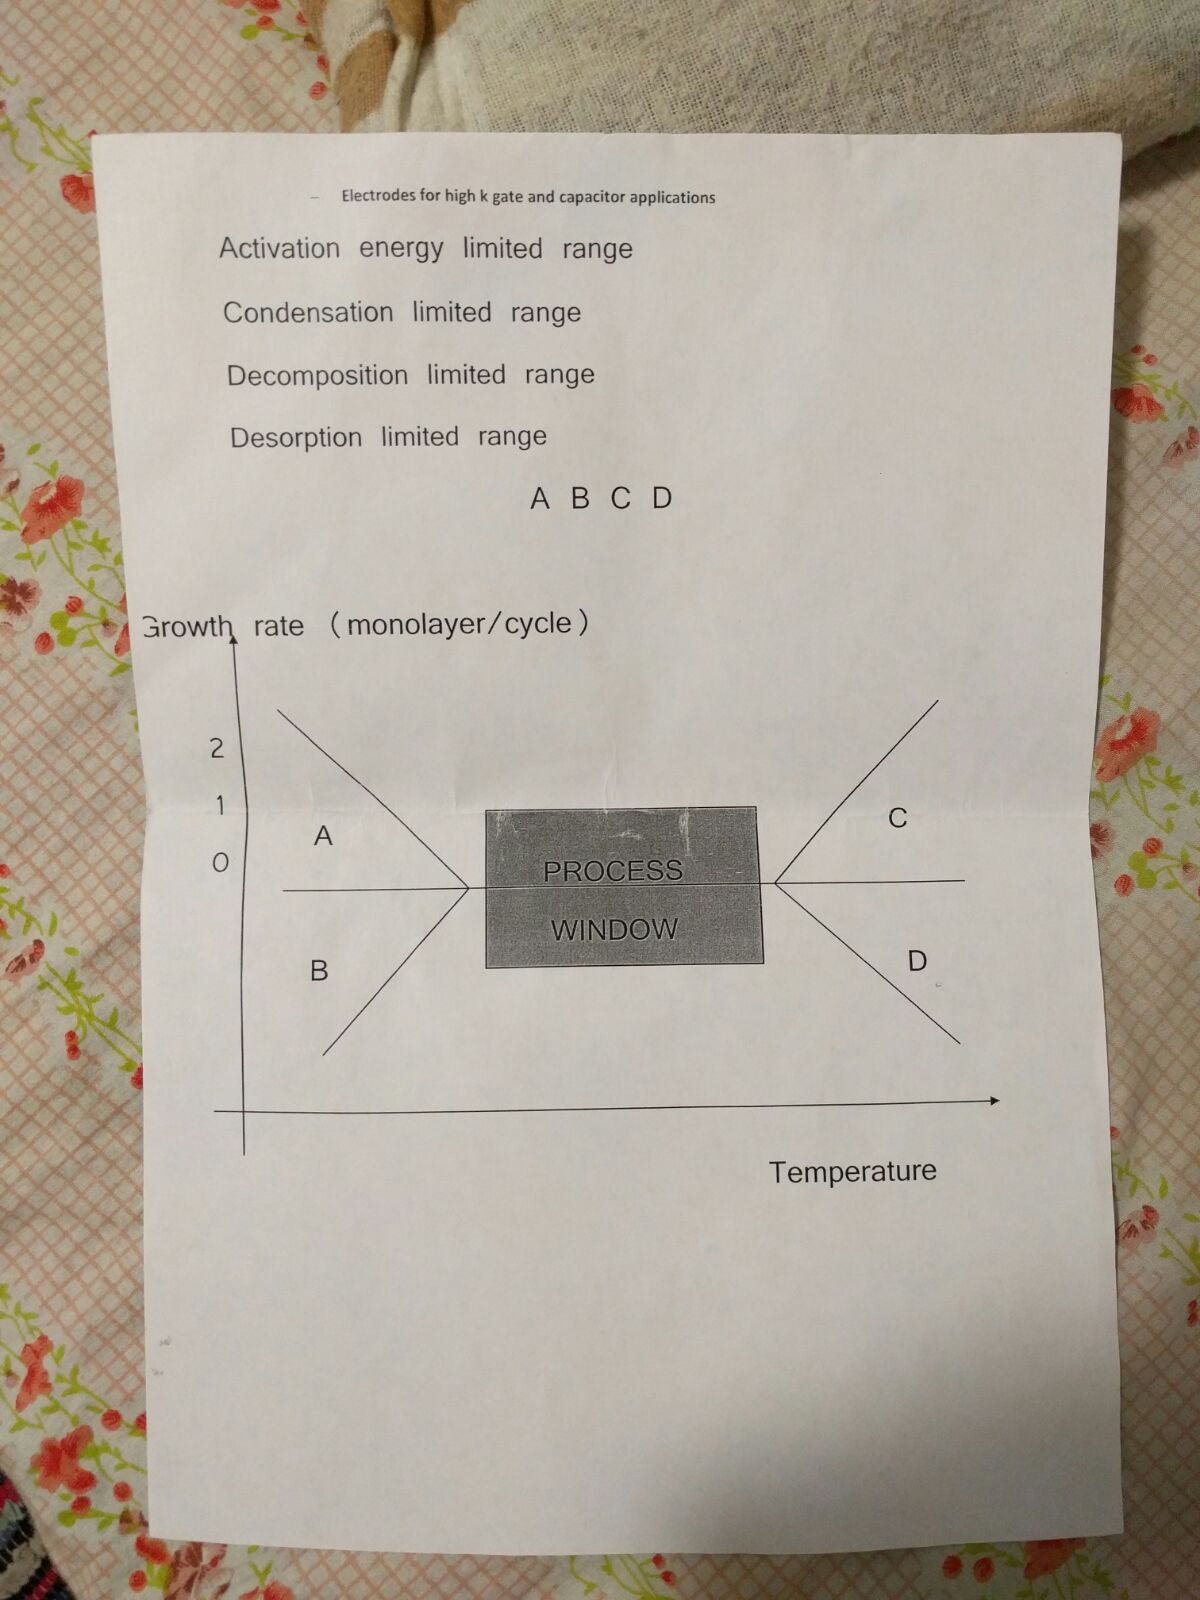 – Electrodes for high k gate and capacitor applications
Activation energy limited range
Condensation limited range
Decomposition limited range
Desorption limited range
A B C D
Growth rate (monolayer/cycle)
2
1
0
A
C
PROCESS
WINDOW
B
D
Temperature